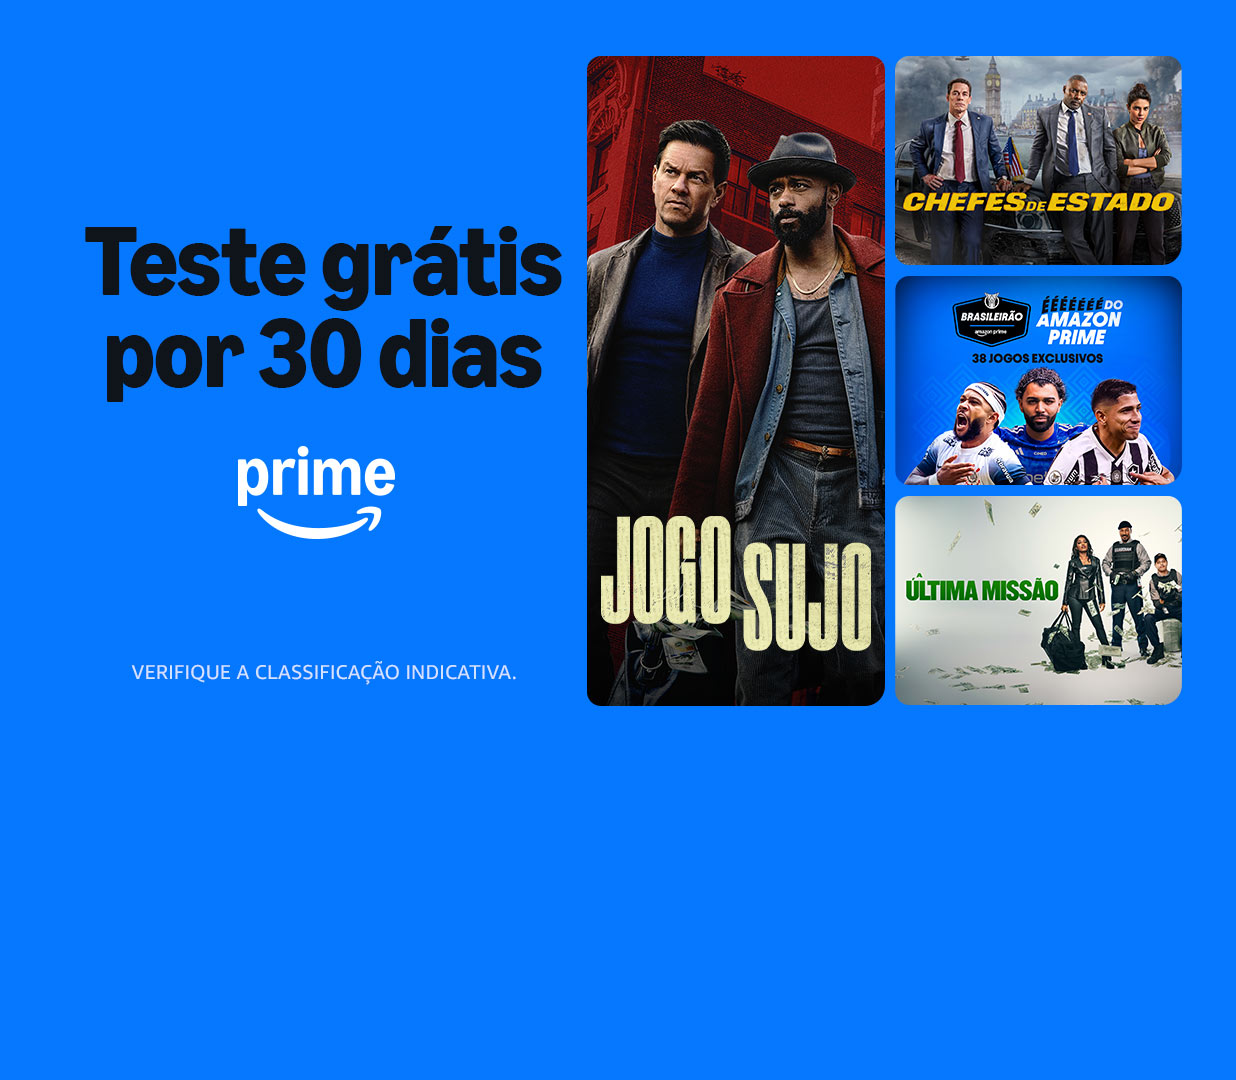 Teste grátis
por 30 dias
prime
VERIFIQUE A CLASSIFICAÇÃO INDICATIVA.
JOGO
SUJO
CHEFES DE ESTADO
BRASILEIRÃO
amazon prime
ÉÉÉÉÉÉÉ DO
AMAZON
PRIME
38 JOGOS EXCLUSIVOS
A
ÚLTIMA MISSÃO
GUARDIAN